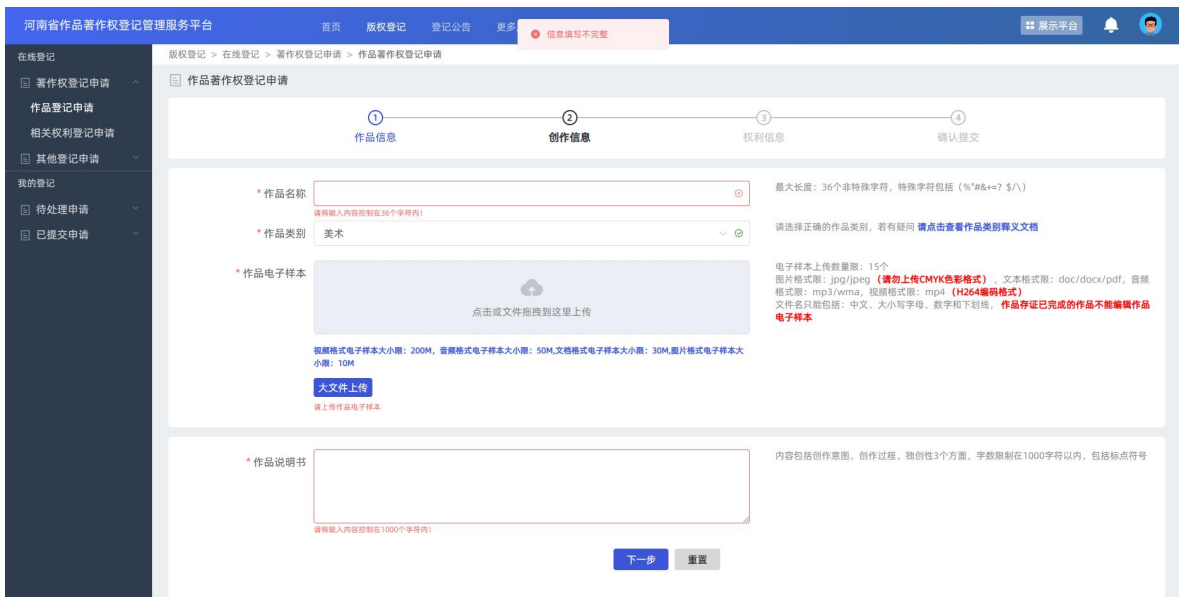 河南省作品著作权登记管理服务平台
首页
版权登记
登记公告
更多
信息填写不完整
展示平台
在线登记
著作权登记申请
作品登记申请
相关权利登记申请
其他登记申请
我的登记
待处理申请
已提交申请
版权登记 > 在线登记 > 著作权登记申请 > 作品著作权登记申请
作品著作权登记申请
1
作品信息
2
创作信息
3
权利信息
4
确认提交
* 作品名称
最大长度：36个非特殊字符，特殊字符包括（%"#&+=? $/\）
请将输入内容控制在36个字符内!
* 作品类别
美术
请选择正确的作品类别，若有疑问 请点击查看作品类别释义文档
* 作品电子样本
点击或文件拖拽到这里上传
电子样本上传数量限：15个
图片格式限：jpg/jpeg（请勿上传CMYK色彩格式），文本格式限：doc/docx/pdf，音频
格式限：mp3/wma，视频格式限：mp4（H264编码格式）
文件名只能包括：中文、大小写字母、数字和下划线，作品存证已完成的作品不能编辑作品
电子样本
视频格式电子样本大小限：200M，音频格式电子样本大小限：50M,文档格式电子样本大小限：30M,图片格式电子样本大
小限：10M
大文件上传
请上传作品电子样本
* 作品说明书
内容包括创作意图、创作过程、独创性3个方面，字数限制在1000字符以内，包括标点符号
请将输入内容控制在1000个字符内!
下一步
重置